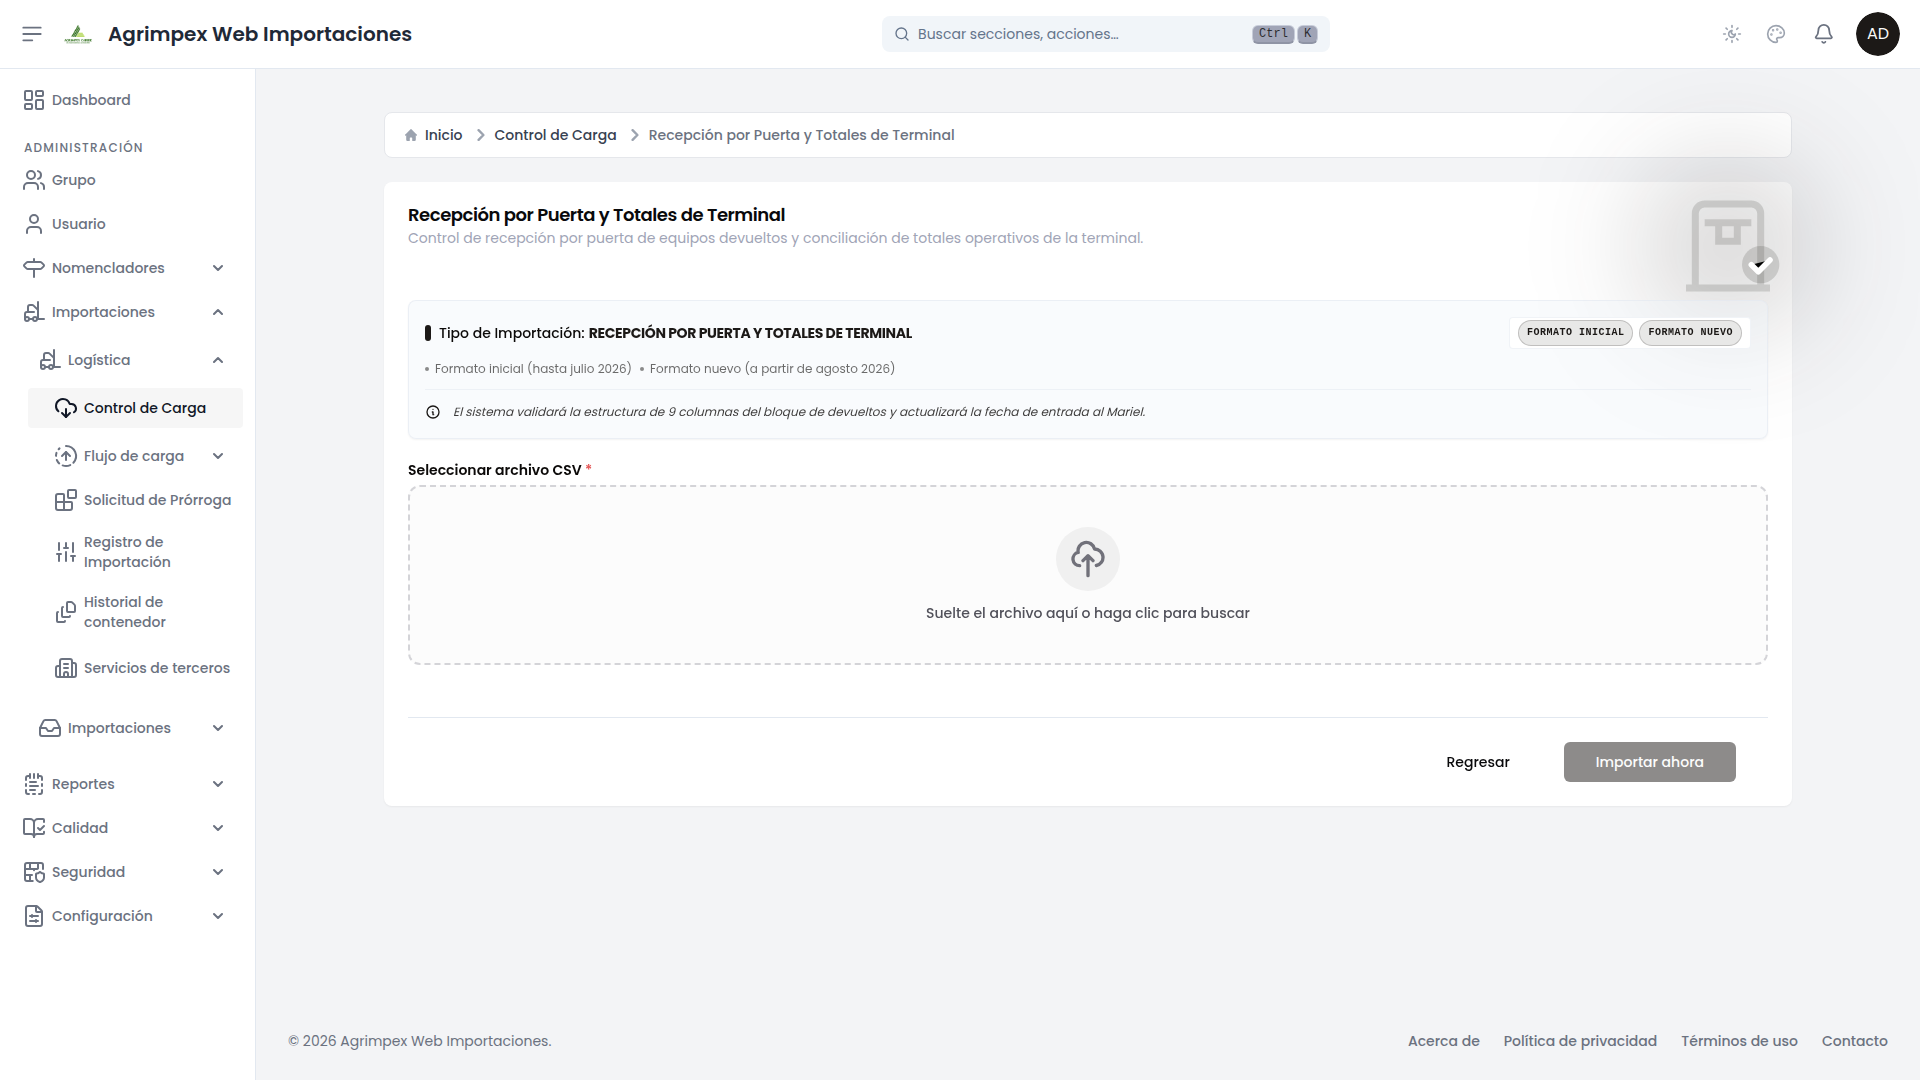 Agrimpex Web Importaciones
Buscar secciones, acciones...
Ctrl K
AD
Dashboard
ADMINISTRACIÓN
Grupo
Usuario
Nomencladores
Importaciones
Logística
Control de Carga
Flujo de carga
Solicitud de Prórroga
Registro de
Importación
Historial de
contenedor
Servicios de terceros
Importaciones
Reportes
Calidad
Seguridad
Configuración
Inicio
Control de Carga
Recepción por Puerta y Totales de Terminal
Recepción por Puerta y Totales de Terminal
Control de recepción por puerta de equipos devueltos y conciliación de totales operativos de la terminal.
Tipo de Importación: RECEPCIÓN POR PUERTA Y TOTALES DE TERMINAL
FORMATO INICIAL
FORMATO NUEVO
• Formato inicial (hasta julio 2026) • Formato nuevo (a partir de agosto 2026)
El sistema validará la estructura de 9 columnas del bloque de devueltos y actualizará la fecha de entrada al Mariel.
Seleccionar archivo CSV *
Suelte el archivo aquí o haga clic para buscar
Regresar
Importar ahora
© 2026 Agrimpex Web Importaciones.
Acerca de
Política de privacidad
Términos de uso
Contacto